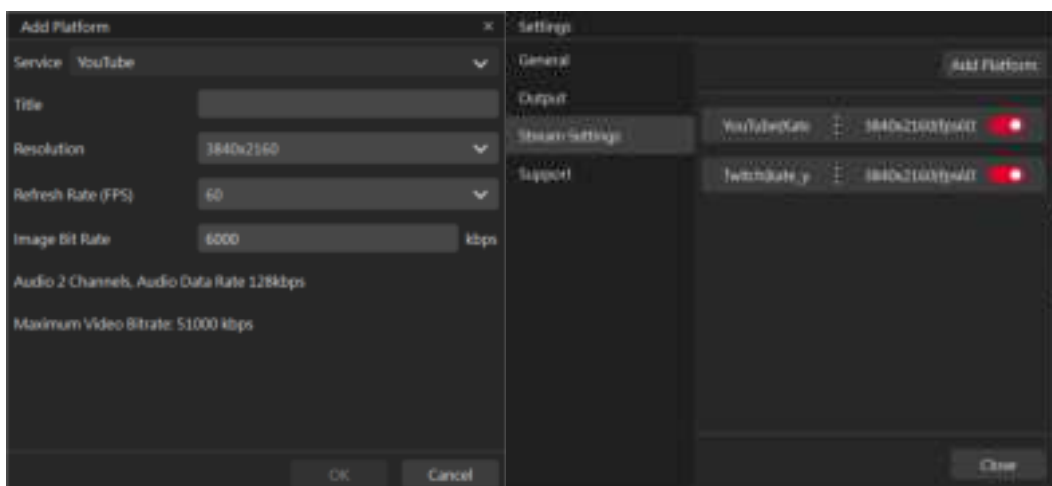 Add Platform
Service YouTube
Title
Resolution 3840x2160
Refresh Rate (FPS) 60
Image Bit Rate 6000 kbps
Audio 2 Channels, Audio Data Rate 128kbps
Maximum Video Bitrate: 51000 kbps
OK Cancel
Settings
General
Output
Stream Settings
Support
Add Platform
3840x2160
3840x2160
Close